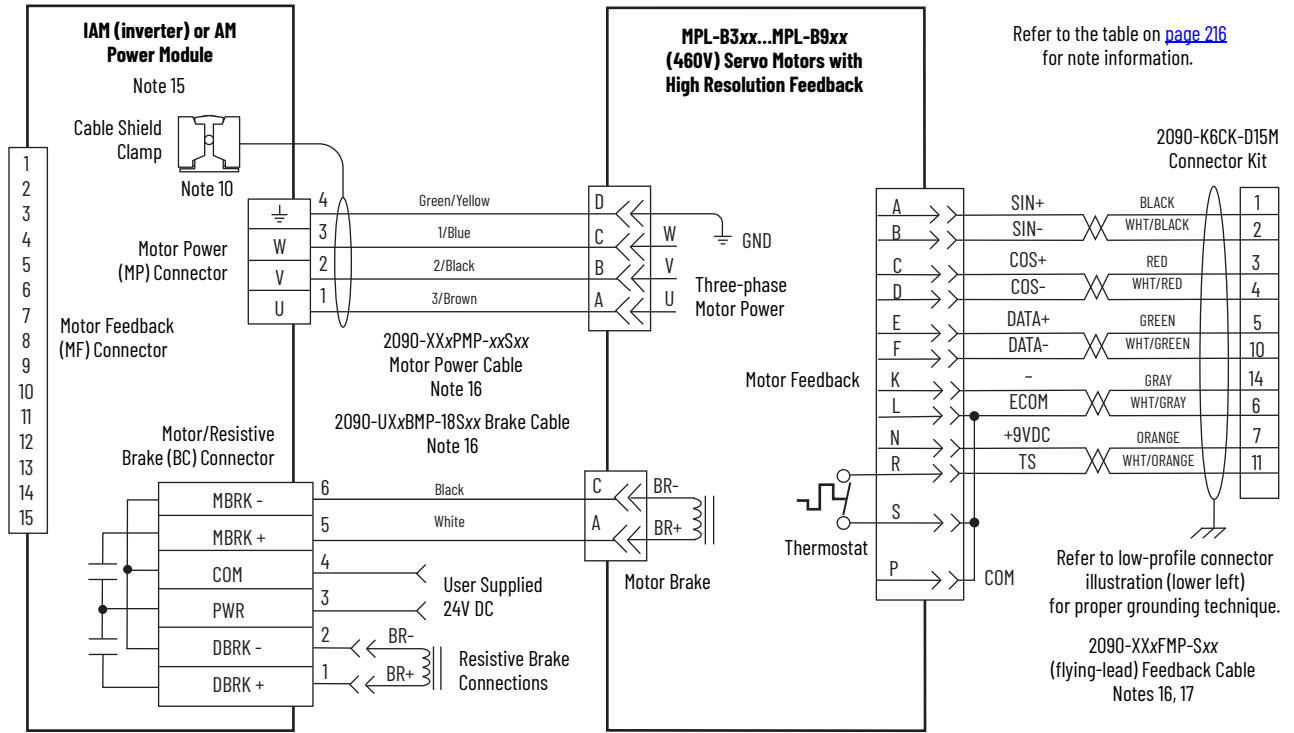 IAM (inverter) or AM
Power Module
Note 15
Cable Shield
Clamp
Note 10
1
2
3
4
5
6
7
8
9
10
11
12
13
14
15
Motor Power
(MP) Connector
W
V
U
4
3
2
1
Green/Yellow
1/Blue
2/Black
3/Brown
Motor Feedback
(MF) Connector
2090-XXxPMP-xxSxx
Motor Power Cable
Note 16
2090-UXxBMP-18Sxx Brake Cable
Note 16
Motor/Resistive
Brake (BC) Connector
MBRK -
MBRK +
COM
PWR
DBRK -
DBRK +
6
5
4
3
2
1
Black
White
User Supplied
24V DC
BR-
BR+
Resistive Brake
Connections
MPL-B3xx...MPL-B9xx
(460V) Servo Motors with
High Resolution Feedback
D
C
B
A
W
V
U
GND
Three-phase
Motor Power
C
A
BR-
BR+
Motor Brake
Motor Feedback
Thermostat
A
B
C
D
E
F
K
L
N
R
S
P
SIN+
SIN-
COS+
COS-
DATA+
DATA-
-
ECOM
+9VDC
TS
COM
BLACK
WHT/BLACK
RED
WHT/RED
GREEN
WHT/GREEN
GRAY
WHT/GRAY
ORANGE
WHT/ORANGE
1
2
3
4
5
10
14
6
7
11
Refer to the table on page 216
for note information.
2090-K6CK-D15M
Connector Kit
Refer to low-profile connector
illustration (lower left)
for proper grounding technique.
2090-XXxFMP-Sxx
(flying-lead) Feedback Cable
Notes 16, 17